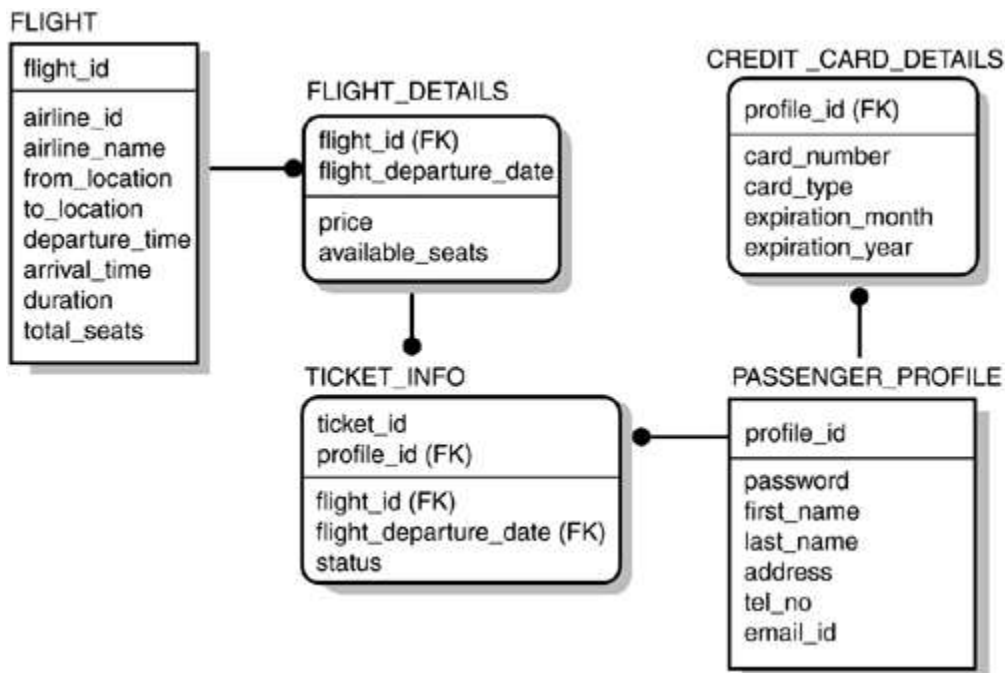 FLIGHT
flight_id
airline_id
airline_name
from_location
to_location
departure_time
arrival_time
duration
total_seats
FLIGHT_DETAILS
flight_id (FK)
flight_departure_date
price
available_seats
TICKET_INFO
ticket_id
profile_id (FK)
flight_id (FK)
flight_departure_date (FK)
status
CREDIT _CARD_DETAILS
profile_id (FK)
card_number
card_type
expiration_month
expiration_year
PASSENGER_PROFILE
profile_id
password
first_name
last_name
address
tel_no
email_id